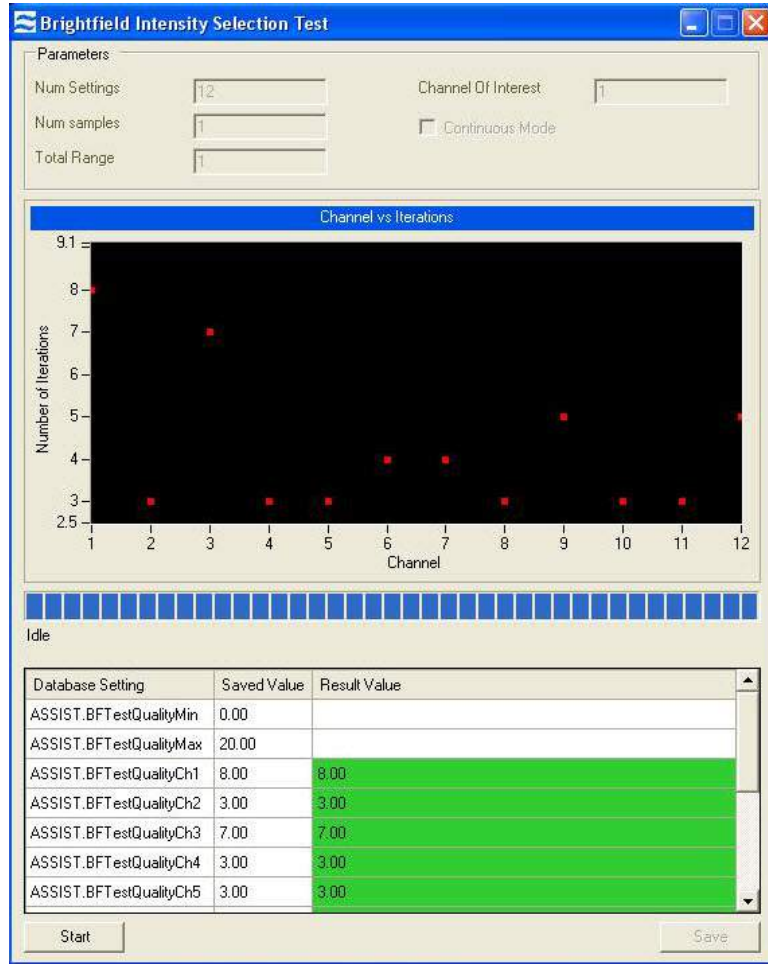 Brightfield Intensity Selection Test
Parameters
Num Settings 12 Channel Of Interest 1
Num samples 1 Continuous Mode
Total Range 1
Channel vs Iterations
9.1
8
7
6
5
4
3
2.5
Number of Iterations
1 2 3 4 5 6 7 8 9 10 11 12
Channel
Idle
Database Setting Saved Value Result Value
ASSIST.BFTestQualityMin 0.00
ASSIST.BFTestQualityMax 20.00
ASSIST.BFTestQualityCh1 8.00 8.00
ASSIST.BFTestQualityCh2 3.00 3.00
ASSIST.BFTestQualityCh3 7.00 7.00
ASSIST.BFTestQualityCh4 3.00 3.00
ASSIST.BFTestQualityCh5 3.00 3.00
Start Save